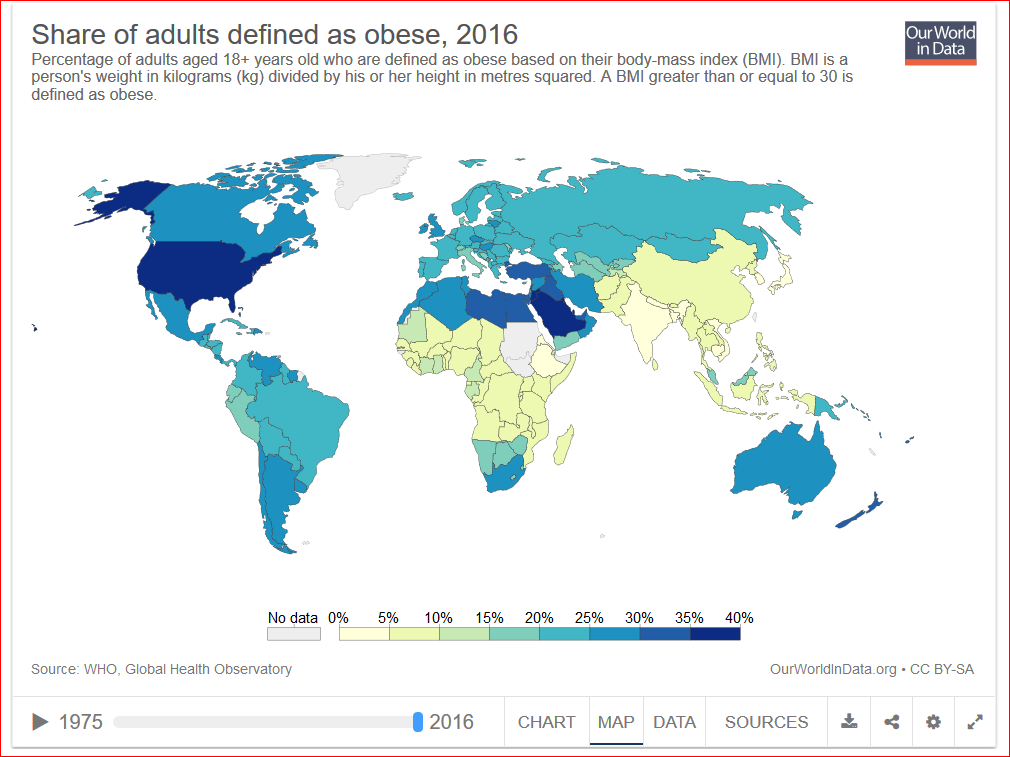 Share of adults defined as obese, 2016
Our World
in Data
Percentage of adults aged 18+ years old who are defined as obese based on their body-mass index (BMI). BMI is a
person's weight in kilograms (kg) divided by his or her height in metres squared. A BMI greater than or equal to 30 is
defined as obese.
No data 0% 5% 10% 15% 20% 25% 30% 35% 40%
Source: WHO, Global Health Observatory
OurWorldInData.org • CC BY-SA
1975 2016 CHART MAP DATA SOURCES